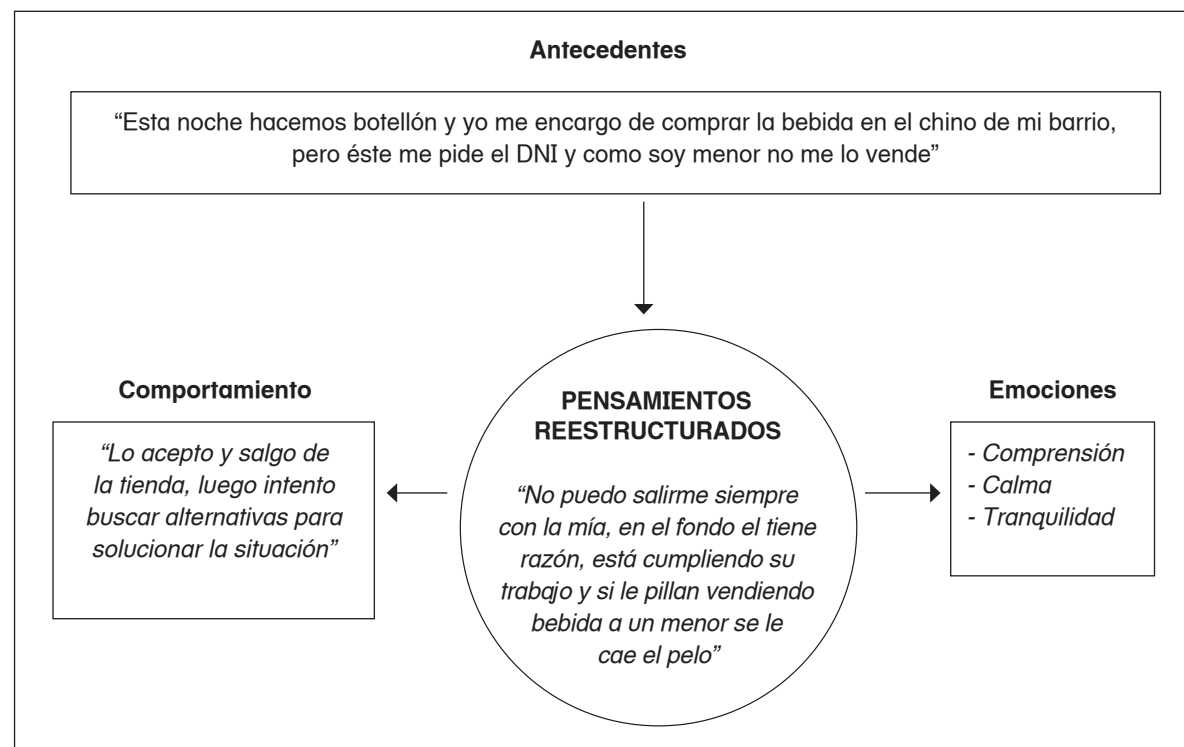 Antecedentes
“Esta noche hacemos botellón y yo me encargo de comprar la bebida en el chino de mi barrio,
pero éste me pide el DNI y como soy menor no me lo vende”
Comportamiento
“Lo acepto y salgo de
la tienda, luego intento
buscar alternativas para
solucionar la situación”
PENSAMIENTOS
REESTRUCTURADOS
“No puedo salirme siempre
con la mía, en el fondo el tiene
razón, está cumpliendo su
trabajo y si le pillan vendiendo
bebida a un menor se le
cae el pelo”
Emociones
- Comprensión
- Calma
- Tranquilidad